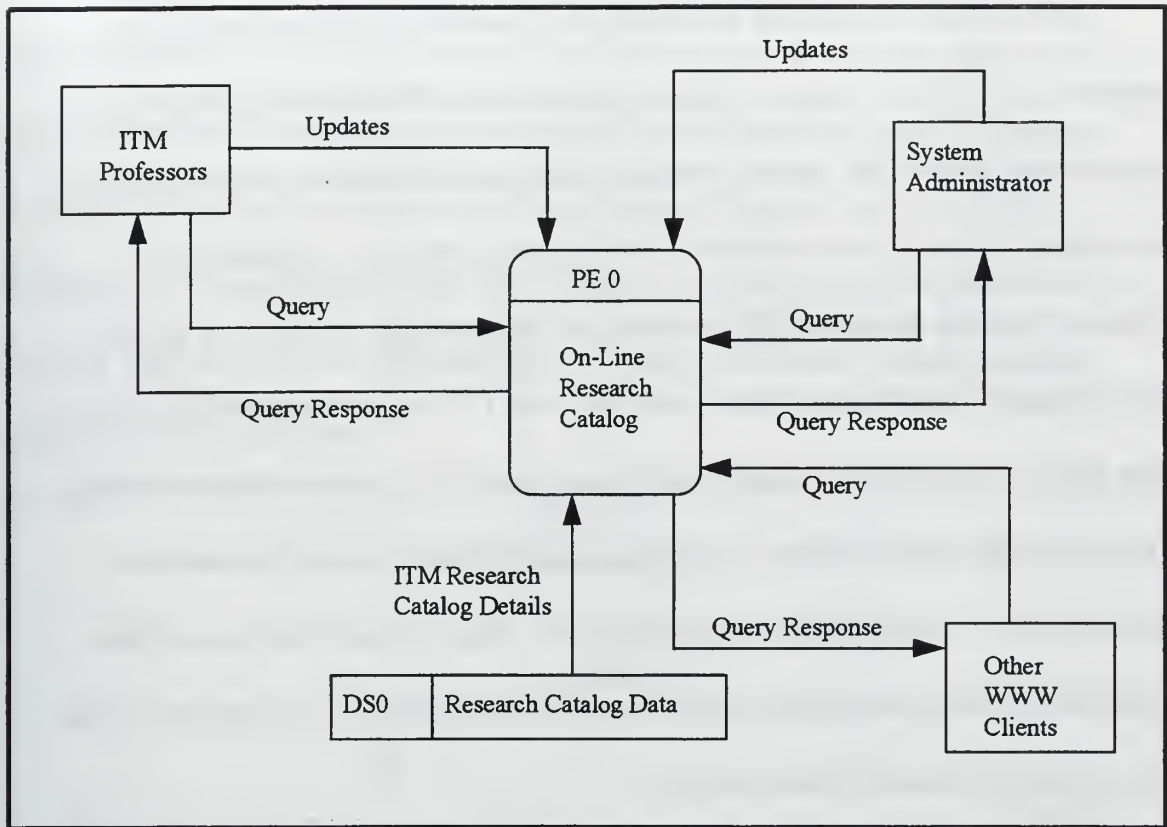 Updates
ITM
Professors
Updates
System
Administrator
PE 0
Query
Query
On-Line
Research
Catalog
Query Response
Query Response
Query
ITM Research
Catalog Details
Query Response
Other
WWW
Clients
DS0
Research Catalog Data